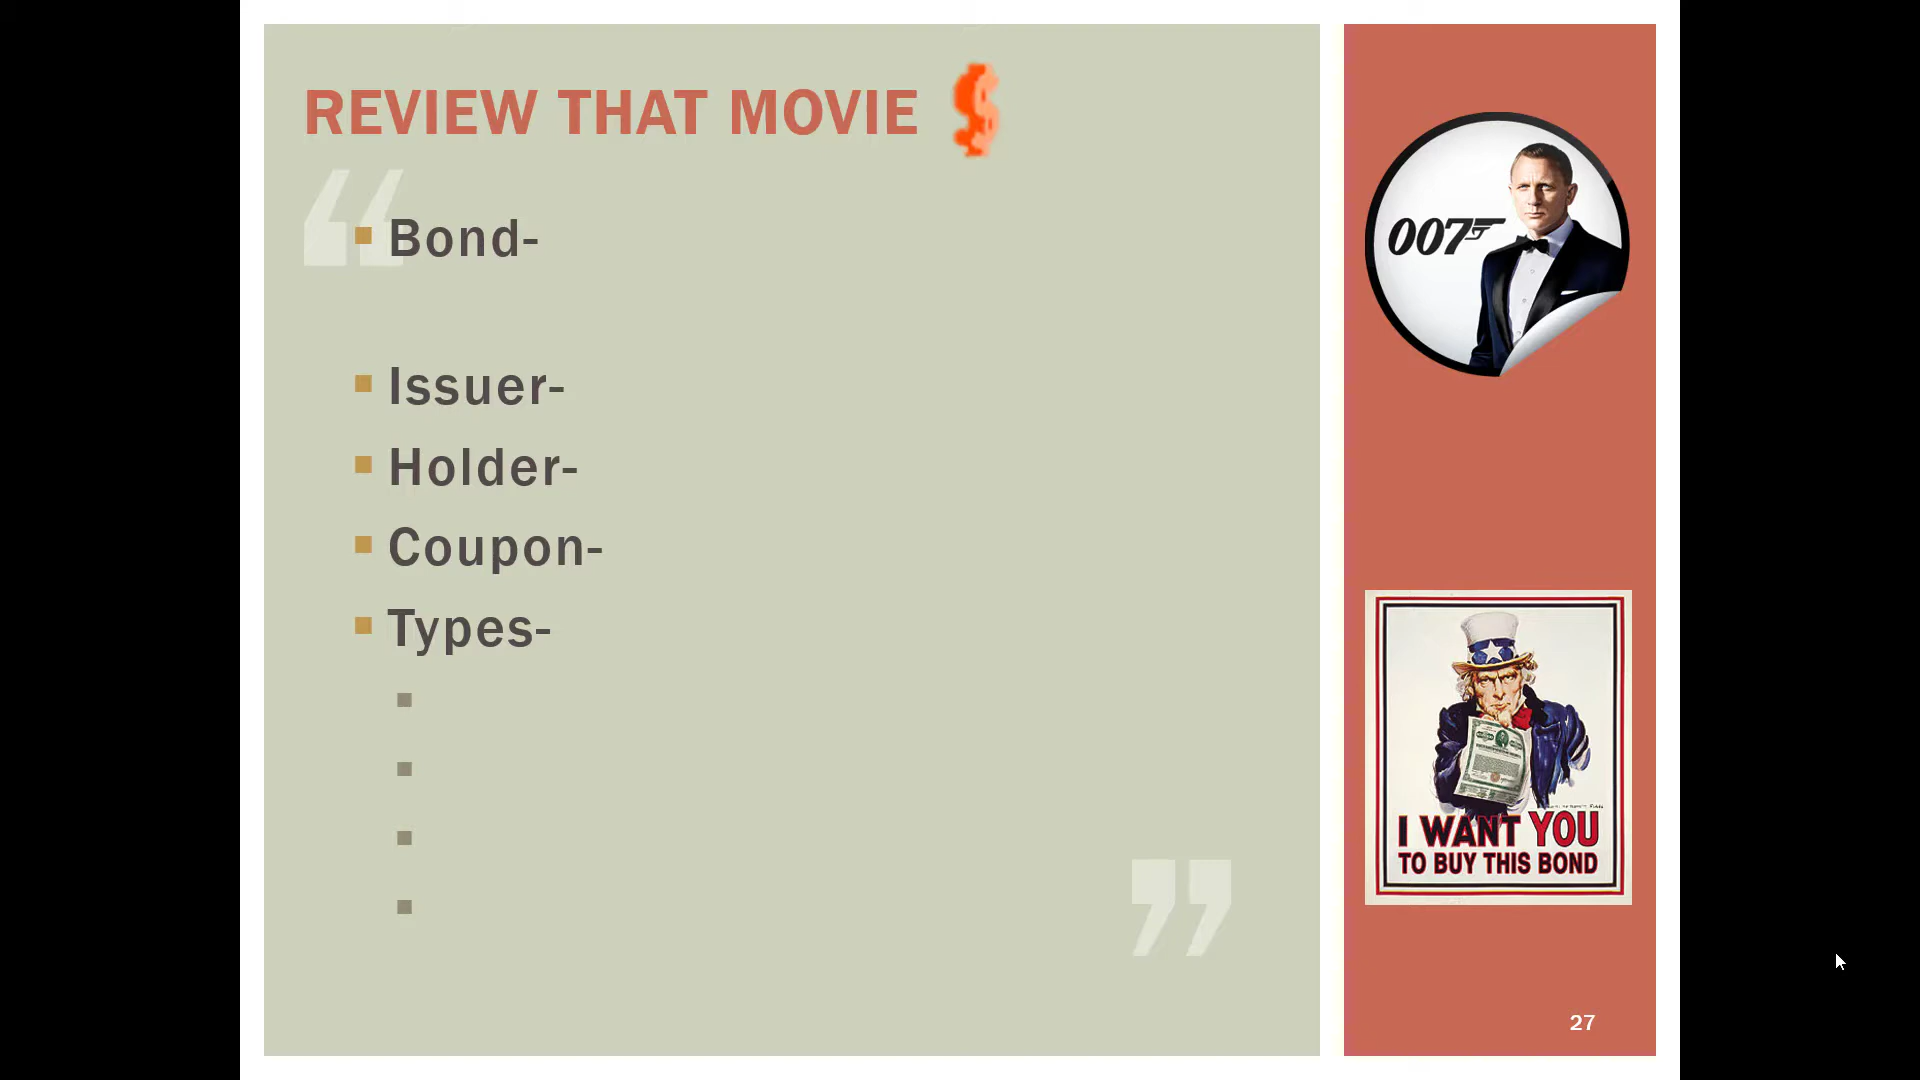 REVIEW THAT MOVIE $
Bond-
Issuer-
Holder-
Coupon-
Types-
007
I WANT YOU
TO BUY THIS BOND
27